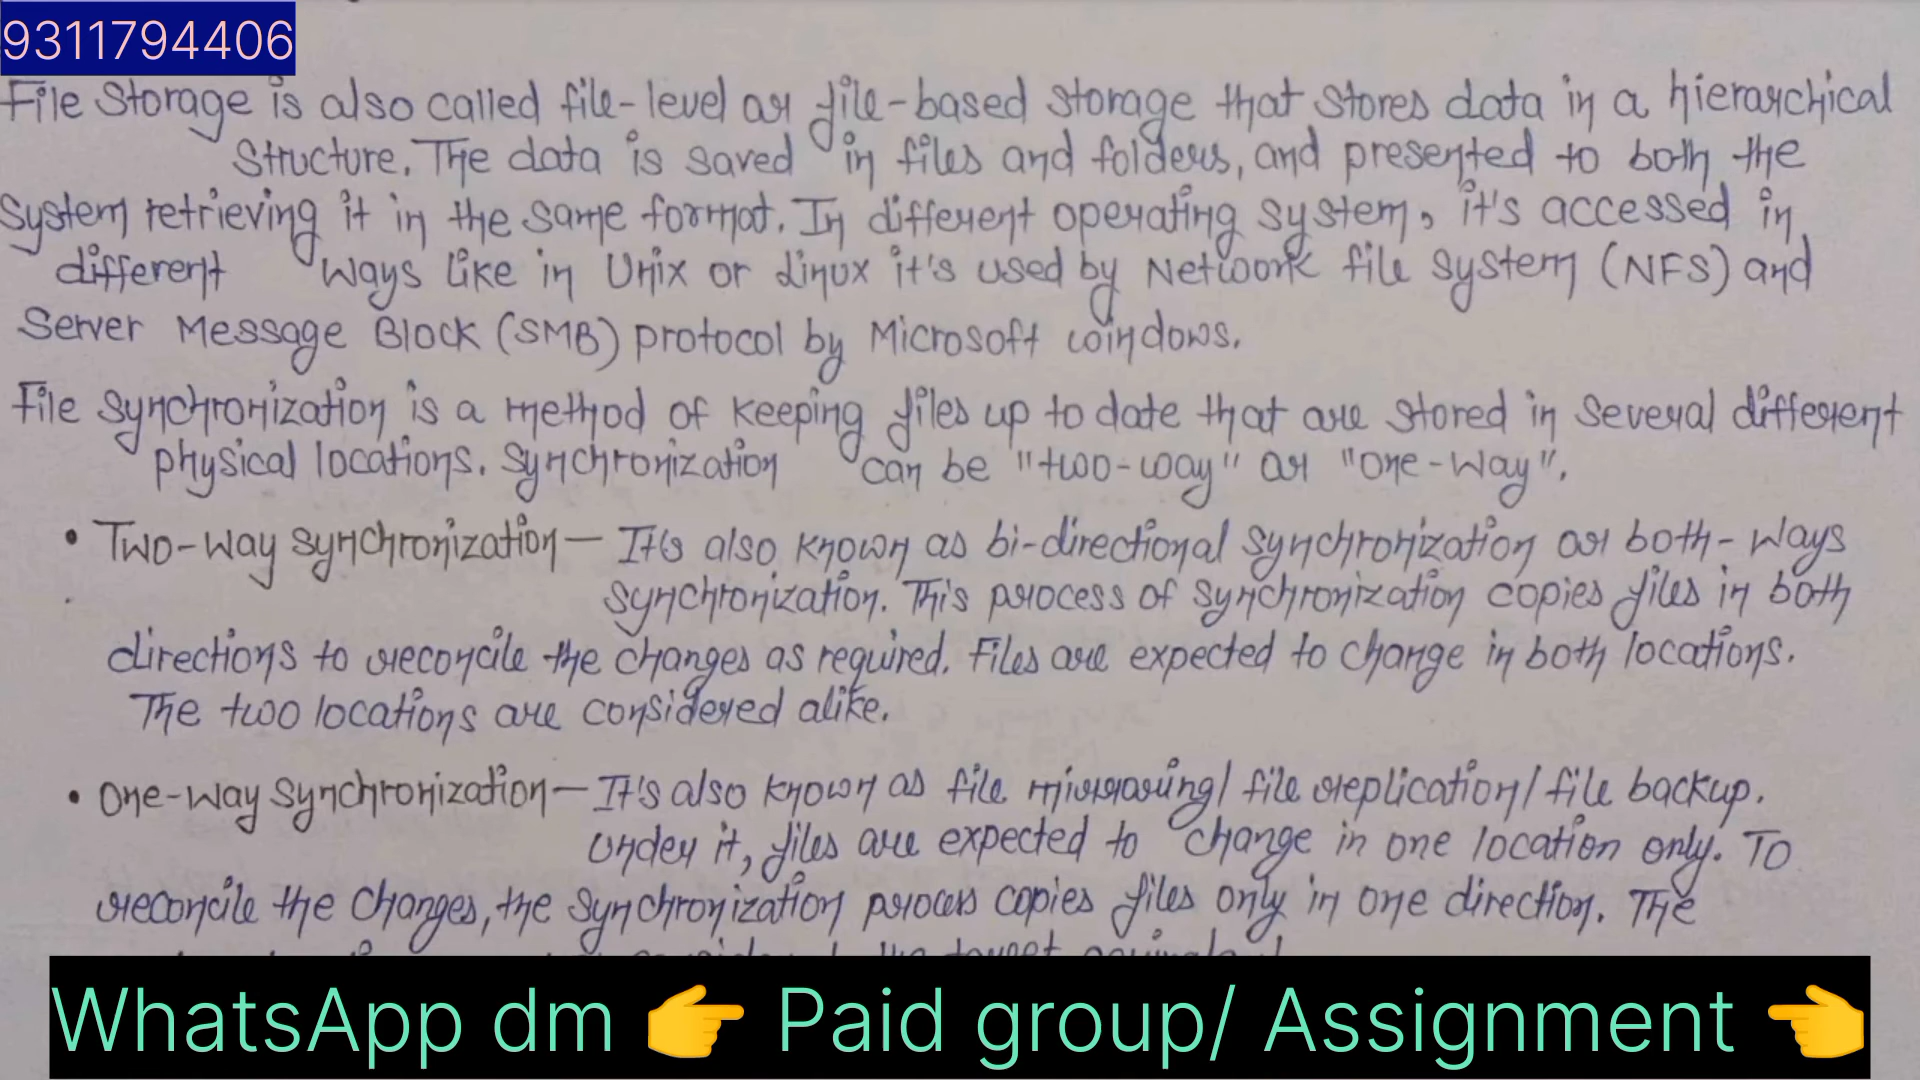 9311794406
File Storage is also called file-level or file-based storage that stores data in a hierarchical
Structure. The data is saved in files and folders, and presented to both the
System retrieving it in the same format. In different operating system, it's accessed in
different ways like in Unix or Linux it's used by Network file system (NFS) and
Server Message Block (SMB) protocol by Microsoft windows.
File synchronization is a method of keeping files up to date that are stored in several different
physical locations. Synchronization can be "two-way" or "one-way".
• Two-way synchronization— It's also known as bi-directional synchronization or both-ways
synchronization. This process of synchronization copies files in both
directions to reconcile the changes as required. Files are expected to change in both locations.
The two locations are considered alike.
• One-way synchronization— It's also known as file mirroring/ file replication/ file backup.
Under it, files are expected to change in one location only. To
reconcile the changes, the synchronization process copies files only in one direction. The
WhatsApp dm 👉 Paid group/ Assignment 👈